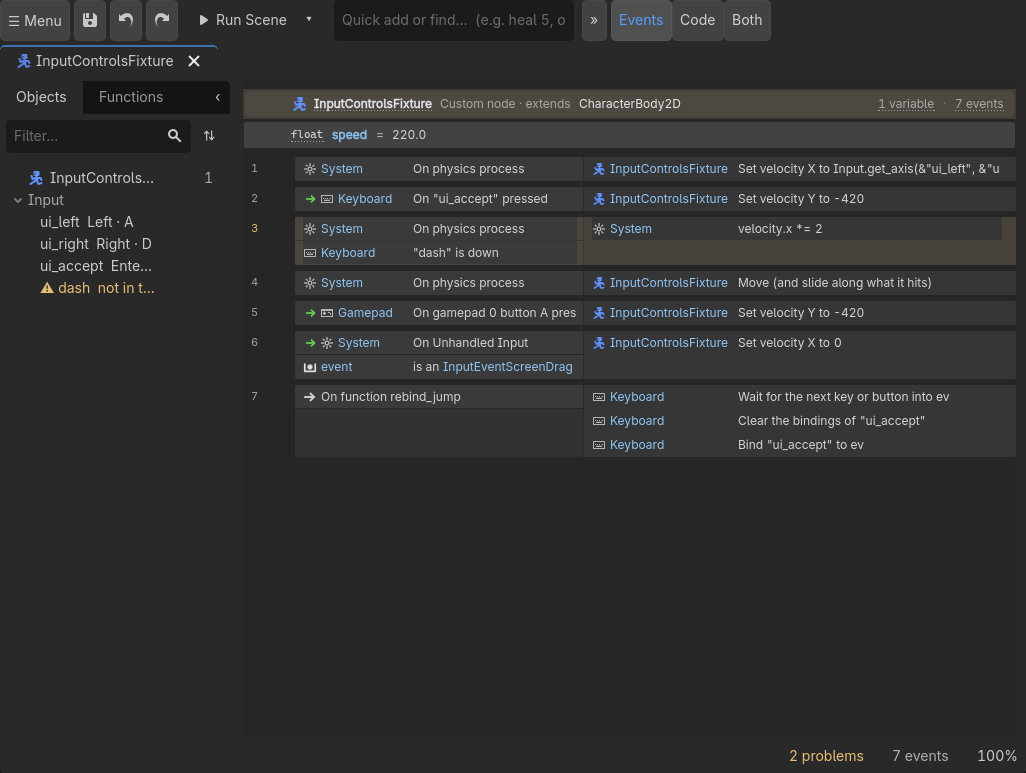 Menu
Run Scene
Quick add or find... (e.g. heal 5, o
»
Events
Code
Both
InputControlsFixture
Objects
Functions
Filter...
InputControls... 1
Input
ui_left Left · A
ui_right Right · D
ui_accept Ente...
dash not in t...
InputControlsFixture Custom node · extends CharacterBody2D 1 variable · 7 events
float speed = 220.0
1 System On physics process InputControlsFixture Set velocity X to Input.get_axis(&"ui_left", &"u
2 Keyboard On "ui_accept" pressed InputControlsFixture Set velocity Y to -420
3 System On physics process System velocity.x *= 2
Keyboard "dash" is down
4 System On physics process InputControlsFixture Move (and slide along what it hits)
5 Gamepad On gamepad 0 button A pres InputControlsFixture Set velocity Y to -420
6 System On Unhandled Input InputControlsFixture Set velocity X to 0
event is an InputEventScreenDrag
7 On function rebind_jump Keyboard Wait for the next key or button into ev
Keyboard Clear the bindings of "ui_accept"
Keyboard Bind "ui_accept" to ev
2 problems 7 events 100%